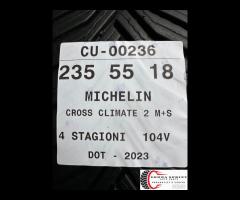 CU-00236
235 55 18
MICHELIN
CROSS CLIMATE 2 M+S
4 STAGIONI 104V
DOT - 2023